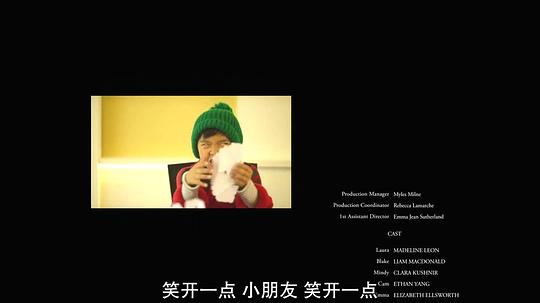 Production Manager Myles Milne
Production Coordinator Rebecca Lamarche
1st Assistant Director Emma Jean Sutherland
CAST
Laura MADELINE LEON
Blake LIAM MACDONALD
Mindy CLARA KUSHNIR
Cam ETHAN YANG
Emma ELIZABETH ELLSWORTH
笑开一点 小朋友 笑开一点